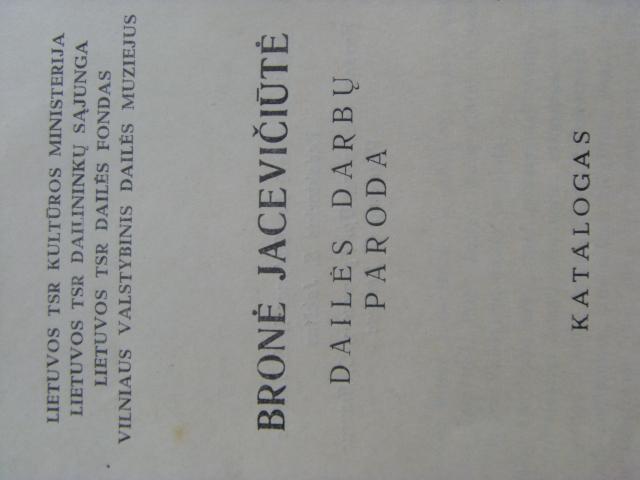 LIETUVOS TSR KULTŪROS MINISTERIJA
LIETUVOS TSR DAILININKŲ SĄJUNGA
LIETUVOS TSR DAILĖS FONDAS
VILNIAUS VALSTYBINIS DAILĖS MUZIEJUS
BRONĖ JACEVIČIŪTĖ
DAILĖS DARBŲ
PARODA
KATALOGAS